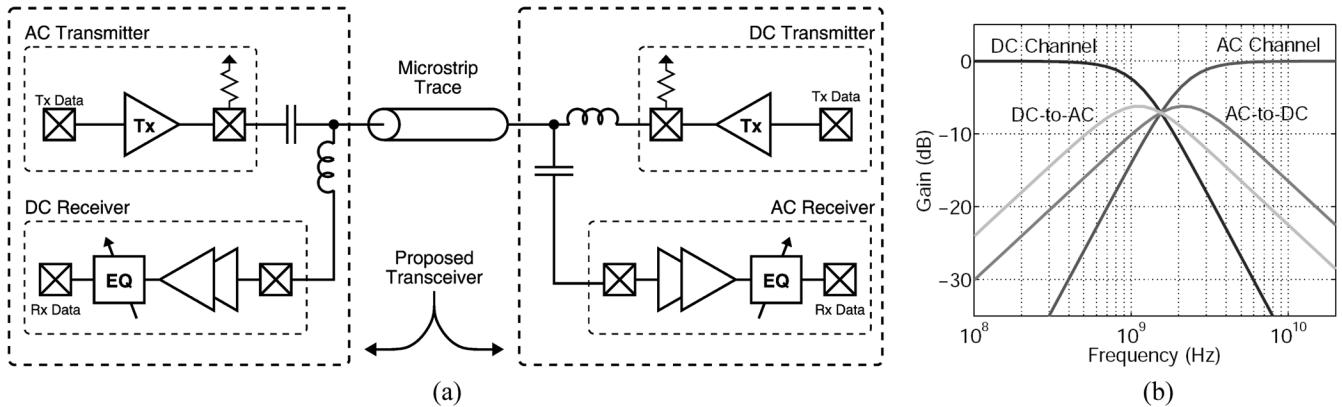 AC Transmitter
Tx Data
Tx
DC Receiver
EQ
Rx Data
Microstrip
Trace
Proposed
Transceiver
DC Transmitter
Tx Data
Tx
AC Receiver
EQ
Rx Data
(a)
DC Channel
AC Channel
DC-to-AC
AC-to-DC
Gain (dB)
0
−10
−20
−30
10^8
10^9
10^10
Frequency (Hz)
(b)